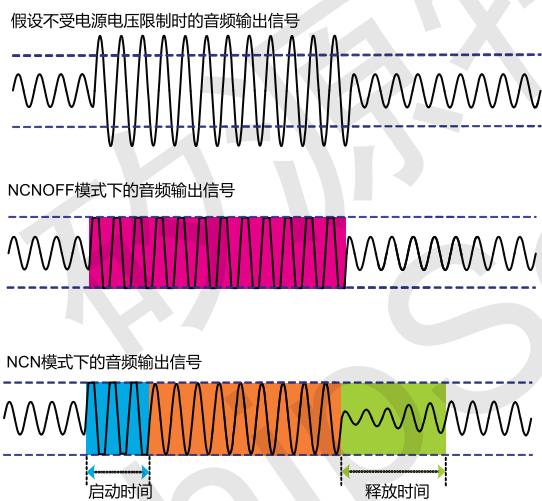 假设不受电源电压限制时的音频输出信号
NCNOFF模式下的音频输出信号
NCN模式下的音频输出信号
启动时间
释放时间